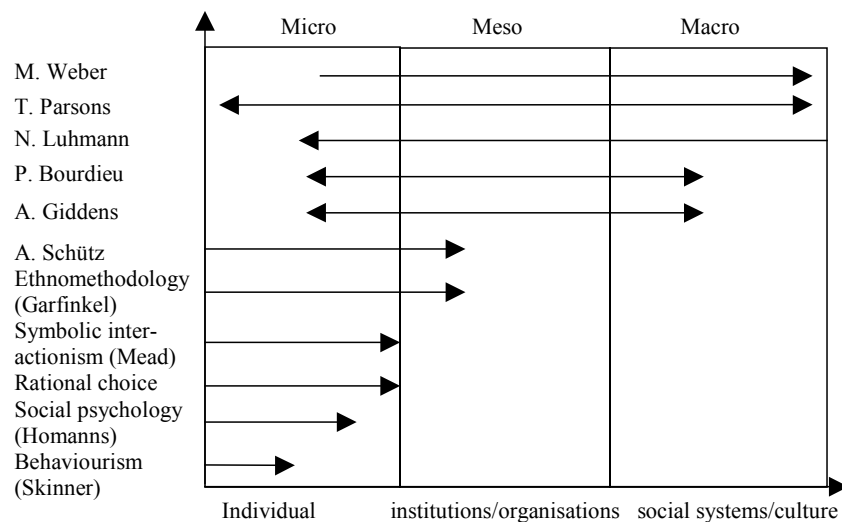 Micro Meso Macro
M. Weber
T. Parsons
N. Luhmann
P. Bourdieu
A. Giddens
A. Schütz
Ethnomethodology
(Garfinkel)
Symbolic inter-
actionism (Mead)
Rational choice
Social psychology
(Homanns)
Behaviourism
(Skinner)
Individual institutions/organisations social systems/culture